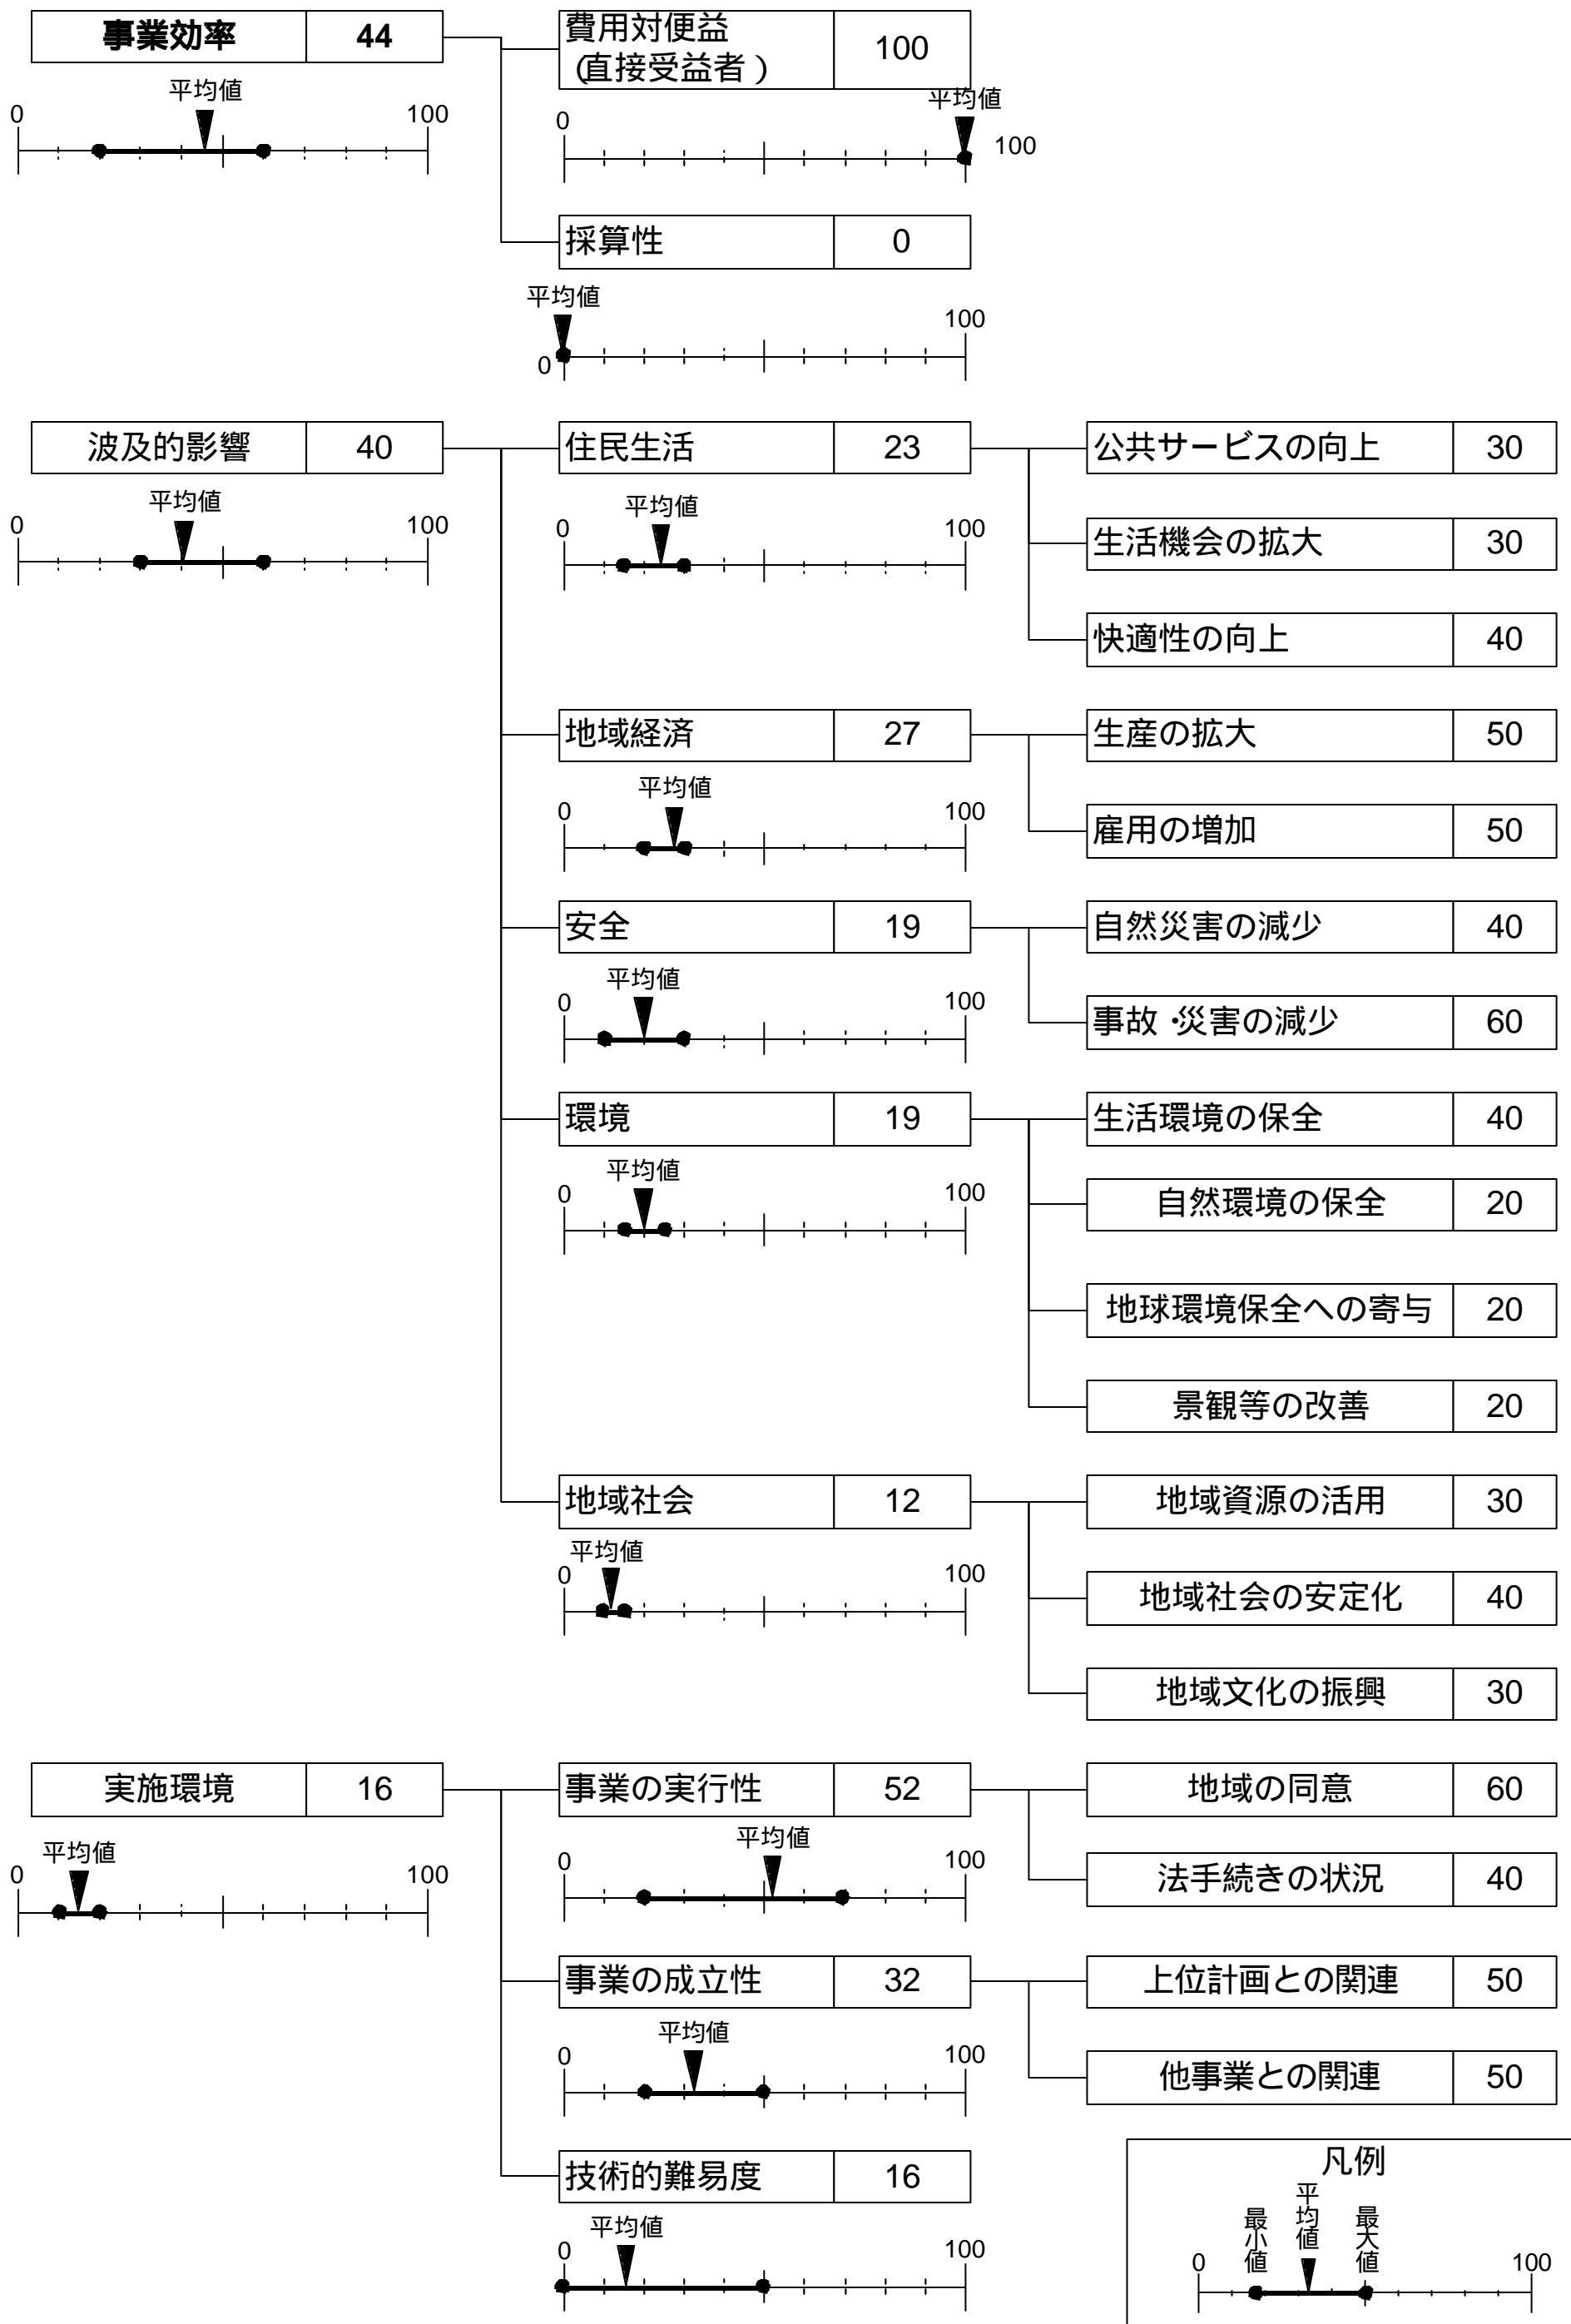 事業効率 44
平均値
0 100
費用対便益
(直接受益者) 100
平均値
0 100
採算性 0
平均値
0 100
波及的影響 40
平均値
0 100
住民生活 23
平均値
0 100
公共サービスの向上 30
生活機会の拡大 30
快適性の向上 40
地域経済 27
平均値
0 100
生産の拡大 50
雇用の増加 50
安全 19
平均値
0 100
自然災害の減少 40
事故・災害の減少 60
環境 19
平均値
0 100
生活環境の保全 40
自然環境の保全 20
地球環境保全への寄与 20
景観等の改善 20
地域社会 12
平均値
0 100
地域資源の活用 30
地域社会の安定化 40
地域文化の振興 30
実施環境 16
平均値
0 100
事業の実行性 52
平均値
0 100
地域の同意 60
法手続きの状況 40
事業の成立性 32
平均値
0 100
上位計画との関連 50
他事業との関連 50
技術的難易度 16
平均値
0 100
凡例
最小値 平均値 最大値
0 100